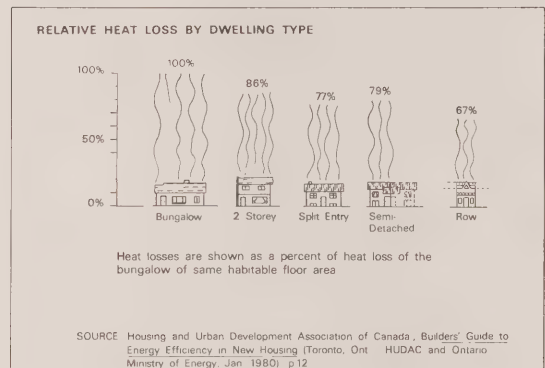 RELATIVE HEAT LOSS BY DWELLING TYPE
100%
50%
0%
100%
86%
77%
79%
67%
Bungalow
2 Storey
Split Entry
Semi-
Detached
Row
Heat losses are shown as a percent of heat loss of the
bungalow of same habitable floor area
SOURCE Housing and Urban Development Association of Canada, Builders' Guide to
Energy Efficiency in New Housing (Toronto, Ont HUDAC and Ontario
Ministry of Energy, Jan 1980) p 12